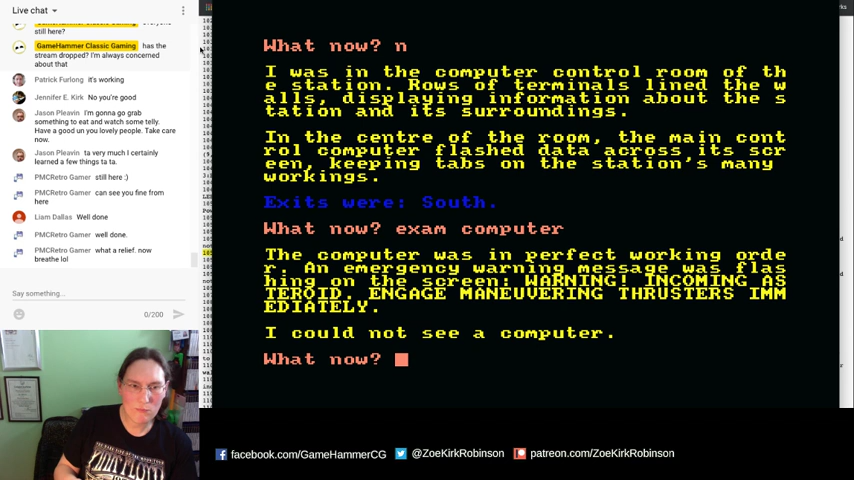 Live chat
GameHammer Classic Gaming everyone
still here?
GameHammer Classic Gaming has the
stream dropped? I'm always concerned
about that
Patrick Furlong it's working
Jennifer E. Kirk No you're good
Jason Pleavin I'm gonna go grab
something to eat and watch some telly.
Have a good un you lovely people. Take care
now.
Jason Pleavin ta very much I certainly
learned a few things ta ta.
PMCRetro Gamer still here :)
PMCRetro Gamer can see you fine from
here
Liam Dallas Well done
PMCRetro Gamer well done.
PMCRetro Gamer what a relief. now
breathe lol
Say something...
0/200
What now? n
I was in the computer control room of th
e station. Rows of terminals lined the w
alls, displaying information about the s
tation and its surroundings.
In the centre of the room, the main cont
rol computer flashed data across its scr
een, keeping tabs on the station's many
workings.
Exits were: South.
What now? exam computer
The computer was in perfect working orde
r. An emergency warning message was flas
hing on the screen: WARNING! INCOMING AS
TEROID. ENGAGE MANEUVERING THRUSTERS IMM
EDIATELY.
I could not see a computer.
What now?
facebook.com/GameHammerCG @ZoeKirkRobinson patreon.com/ZoeKirkRobinson